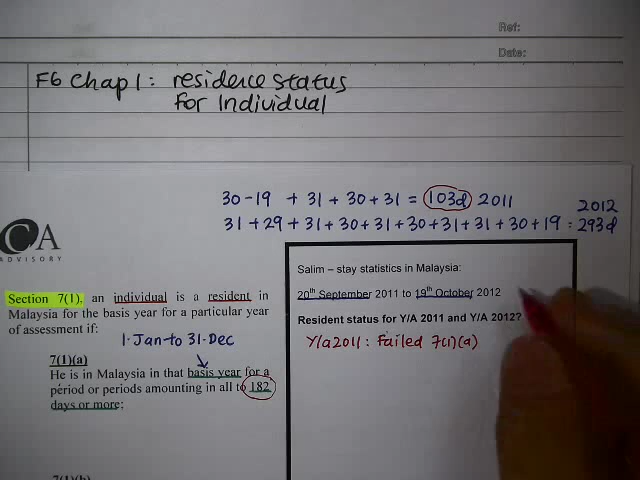 Ref:
Date:
F6 Chap 1: residence status
for Individual
30-19 + 31 + 30 + 31 = 103d 2011
2012
31 + 29 + 31 + 30 + 31 + 30 + 31 + 31 + 30 + 19 : 293d
CA
ADVISORY
Section 7(1), an individual is a resident in
Malaysia for the basis year for a particular year
of assessment if:
1 Jan to 31 Dec
7(1)(a)
He is in Malaysia in that basis year for a
period or periods amounting in all to 182
days or more;
7(1)(b)
Salim – stay statistics in Malaysia:
20th September 2011 to 19th October 2012
Resident status for Y/A 2011 and Y/A 2012?
Y/a 2011 : Failed 7(1)(a)